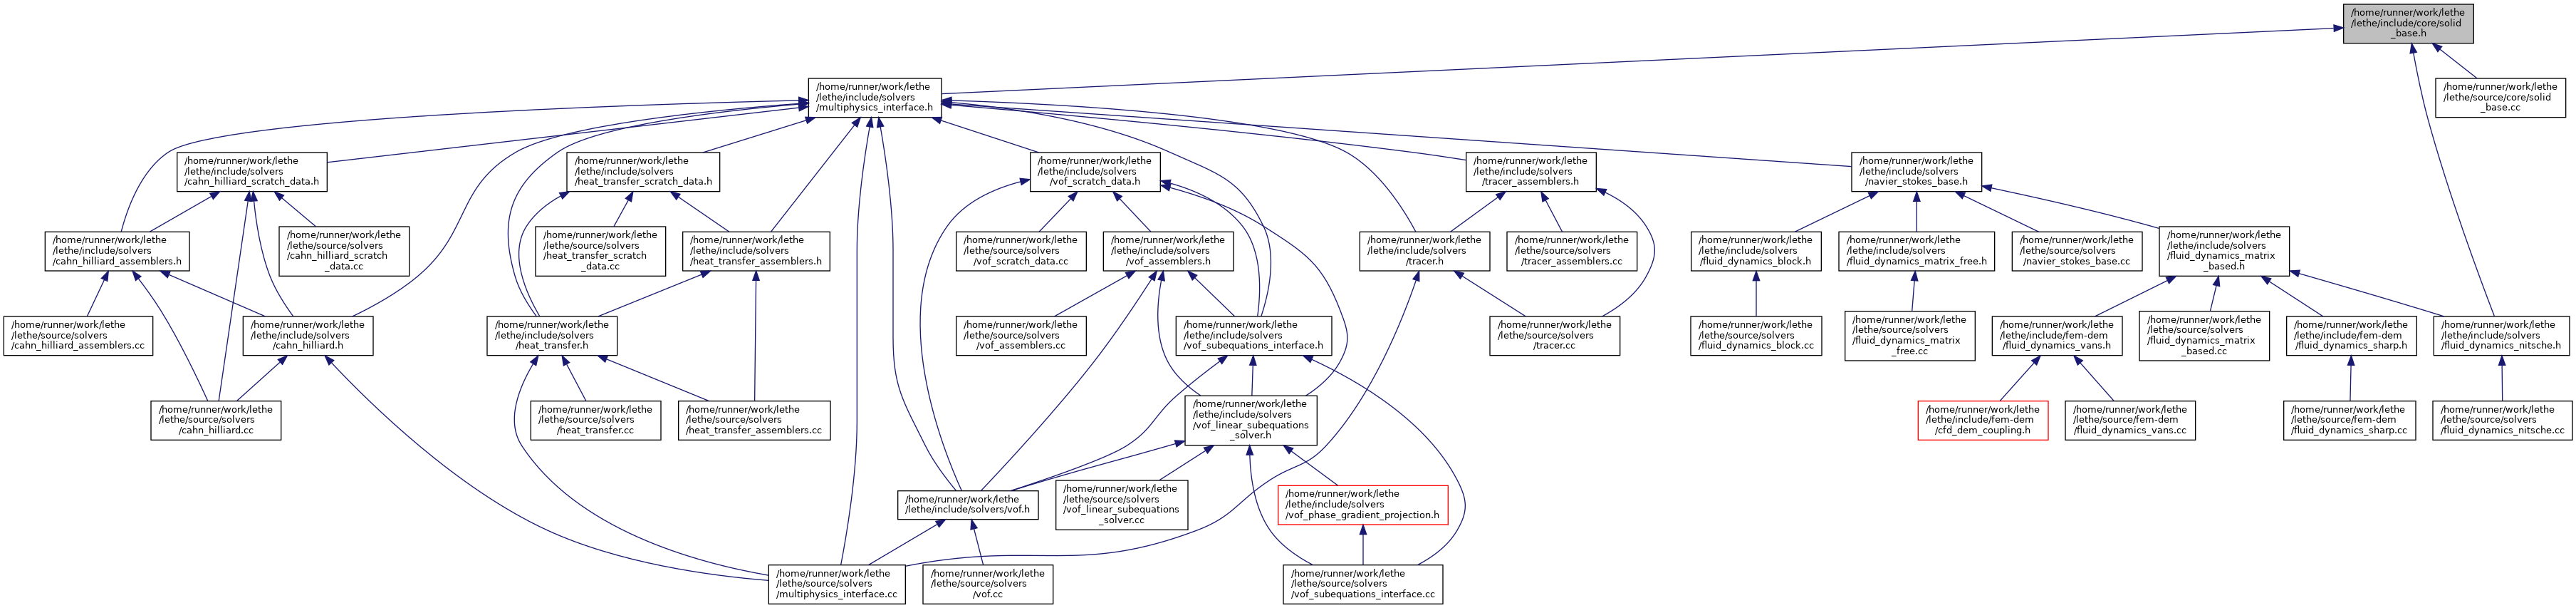 /home/runner/work/lethe
/lethe/include/core/solid
_base.h
/home/runner/work/lethe
/lethe/include/solvers
/multiphysics_interface.h
/home/runner/work/lethe
/lethe/source/core/solid
_base.cc
/home/runner/work/lethe
/lethe/include/solvers
/cahn_hilliard_scratch_data.h
/home/runner/work/lethe
/lethe/include/solvers
/heat_transfer_scratch_data.h
/home/runner/work/lethe
/lethe/include/solvers
/vof_scratch_data.h
/home/runner/work/lethe
/lethe/include/solvers
/tracer_assemblers.h
/home/runner/work/lethe
/lethe/include/solvers
/navier_stokes_base.h
/home/runner/work/lethe
/lethe/include/solvers
/cahn_hilliard_assemblers.h
/home/runner/work/lethe
/lethe/source/solvers
/cahn_hilliard_scratch
_data.cc
/home/runner/work/lethe
/lethe/source/solvers
/heat_transfer_scratch
_data.cc
/home/runner/work/lethe
/lethe/include/solvers
/heat_transfer_assemblers.h
/home/runner/work/lethe
/lethe/source/solvers
/vof_scratch_data.cc
/home/runner/work/lethe
/lethe/include/solvers
/vof_assemblers.h
/home/runner/work/lethe
/lethe/include/solvers
/tracer.h
/home/runner/work/lethe
/lethe/source/solvers
/tracer_assemblers.cc
/home/runner/work/lethe
/lethe/include/solvers
/fluid_dynamics_block.h
/home/runner/work/lethe
/lethe/include/solvers
/fluid_dynamics_matrix_free.h
/home/runner/work/lethe
/lethe/source/solvers
/navier_stokes_base.cc
/home/runner/work/lethe
/lethe/include/solvers
/fluid_dynamics_matrix
_based.h
/home/runner/work/lethe
/lethe/source/solvers
/cahn_hilliard_assemblers.cc
/home/runner/work/lethe
/lethe/include/solvers
/cahn_hilliard.h
/home/runner/work/lethe
/lethe/include/solvers
/heat_transfer.h
/home/runner/work/lethe
/lethe/source/solvers
/vof_assemblers.cc
/home/runner/work/lethe
/lethe/include/solvers
/vof_subequations_interface.h
/home/runner/work/lethe
/lethe/source/solvers
/tracer.cc
/home/runner/work/lethe
/lethe/source/solvers
/fluid_dynamics_block.cc
/home/runner/work/lethe
/lethe/source/solvers
/fluid_dynamics_matrix
_free.cc
/home/runner/work/lethe
/lethe/include/fem-dem
/fluid_dynamics_vans.h
/home/runner/work/lethe
/lethe/source/solvers
/fluid_dynamics_matrix
_based.cc
/home/runner/work/lethe
/lethe/include/fem-dem
/fluid_dynamics_sharp.h
/home/runner/work/lethe
/lethe/include/solvers
/fluid_dynamics_nitsche.h
/home/runner/work/lethe
/lethe/source/solvers
/cahn_hilliard.cc
/home/runner/work/lethe
/lethe/source/solvers
/heat_transfer.cc
/home/runner/work/lethe
/lethe/source/solvers
/heat_transfer_assemblers.cc
/home/runner/work/lethe
/lethe/include/solvers
/vof_linear_subequations
_solver.h
/home/runner/work/lethe
/lethe/include/fem-dem
/cfd_dem_coupling.h
/home/runner/work/lethe
/lethe/source/fem-dem
/fluid_dynamics_vans.cc
/home/runner/work/lethe
/lethe/source/fem-dem
/fluid_dynamics_sharp.cc
/home/runner/work/lethe
/lethe/source/solvers
/fluid_dynamics_nitsche.cc
/home/runner/work/lethe
/lethe/include/solvers/vof.h
/home/runner/work/lethe
/lethe/source/solvers
/vof_linear_subequations
_solver.cc
/home/runner/work/lethe
/lethe/include/solvers
/vof_phase_gradient_projection.h
/home/runner/work/lethe
/lethe/source/solvers
/multiphysics_interface.cc
/home/runner/work/lethe
/lethe/source/solvers
/vof.cc
/home/runner/work/lethe
/lethe/source/solvers
/vof_subequations_interface.cc